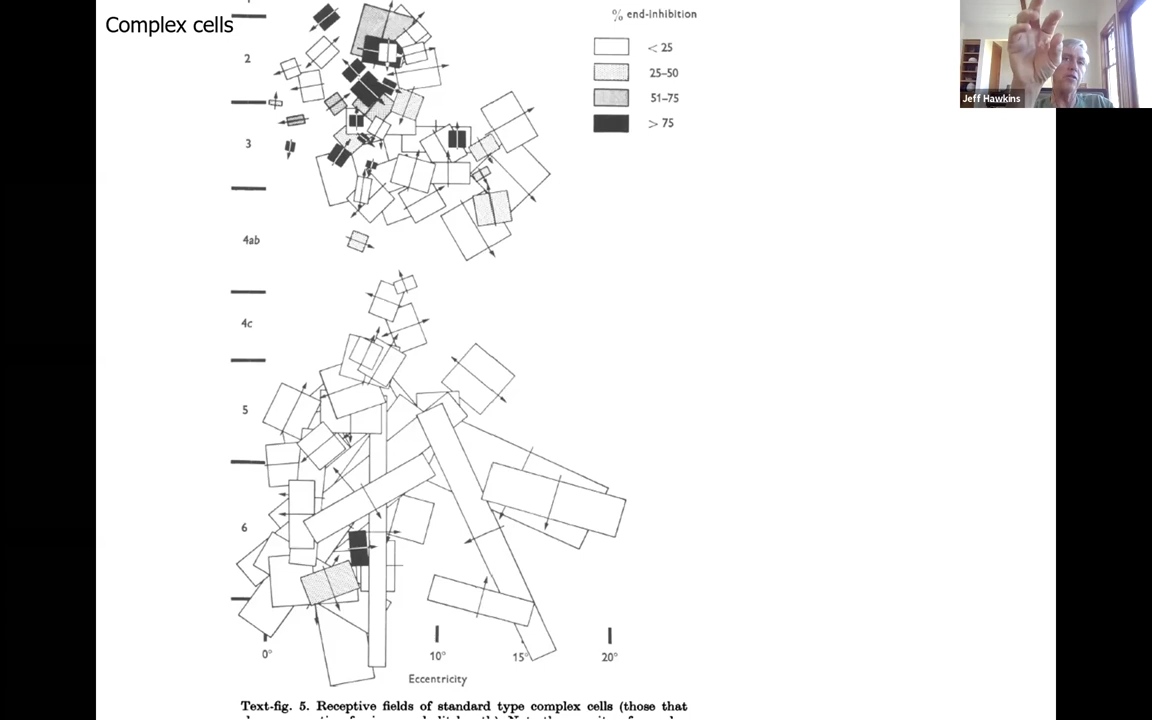 Complex cells
% end-inhibition
< 25
25–50
51–75
> 75
Jeff Hawkins
2
3
4ab
4c
5
6
0°
10°
15°
20°
Eccentricity
Text-fig. 5. Receptive fields of standard type complex cells (those that